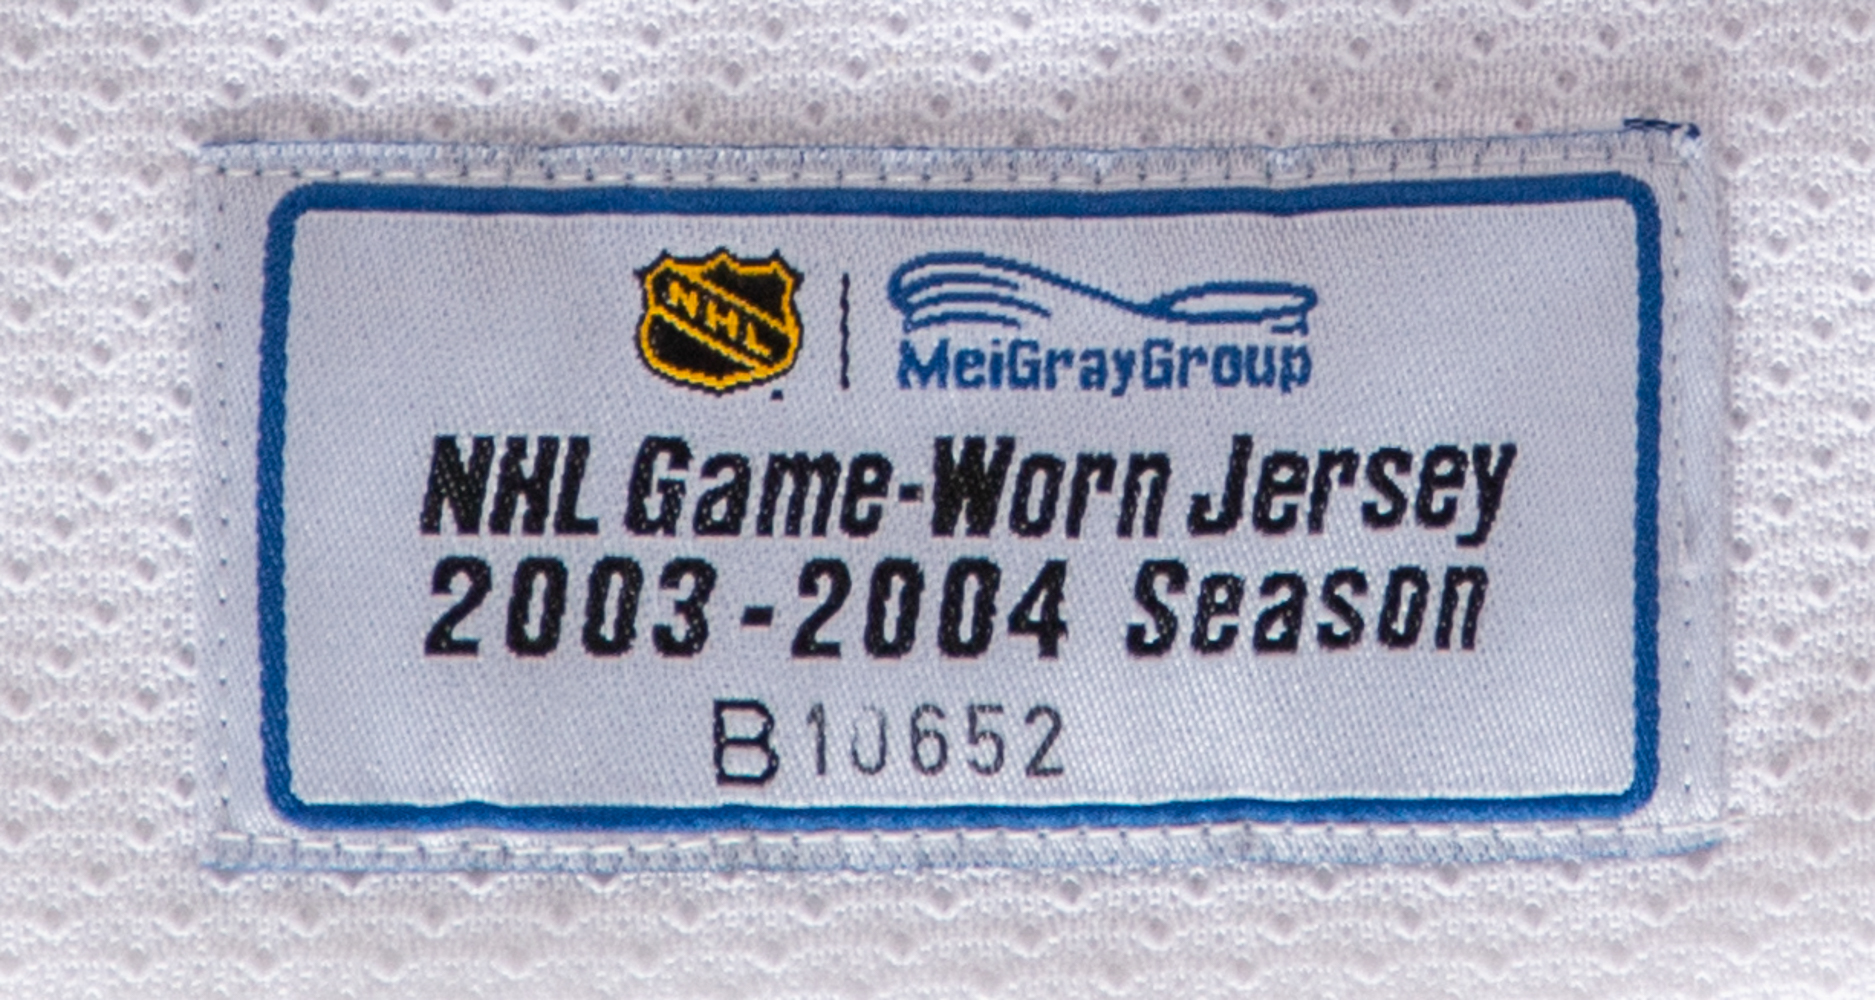 NHL
MeiGrayGroup
NHL Game-Worn Jersey
2003-2004 Season
B10652